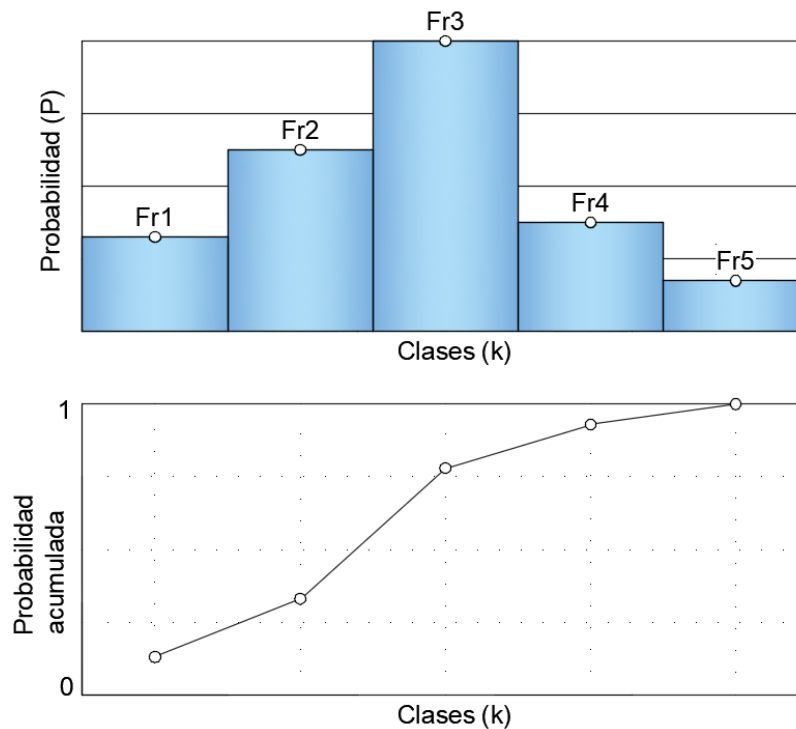 Probabilidad (P)
Fr1
Fr2
Fr3
Fr4
Fr5
Clases (k)
Probabilidad
acumulada
1
0
Clases (k)